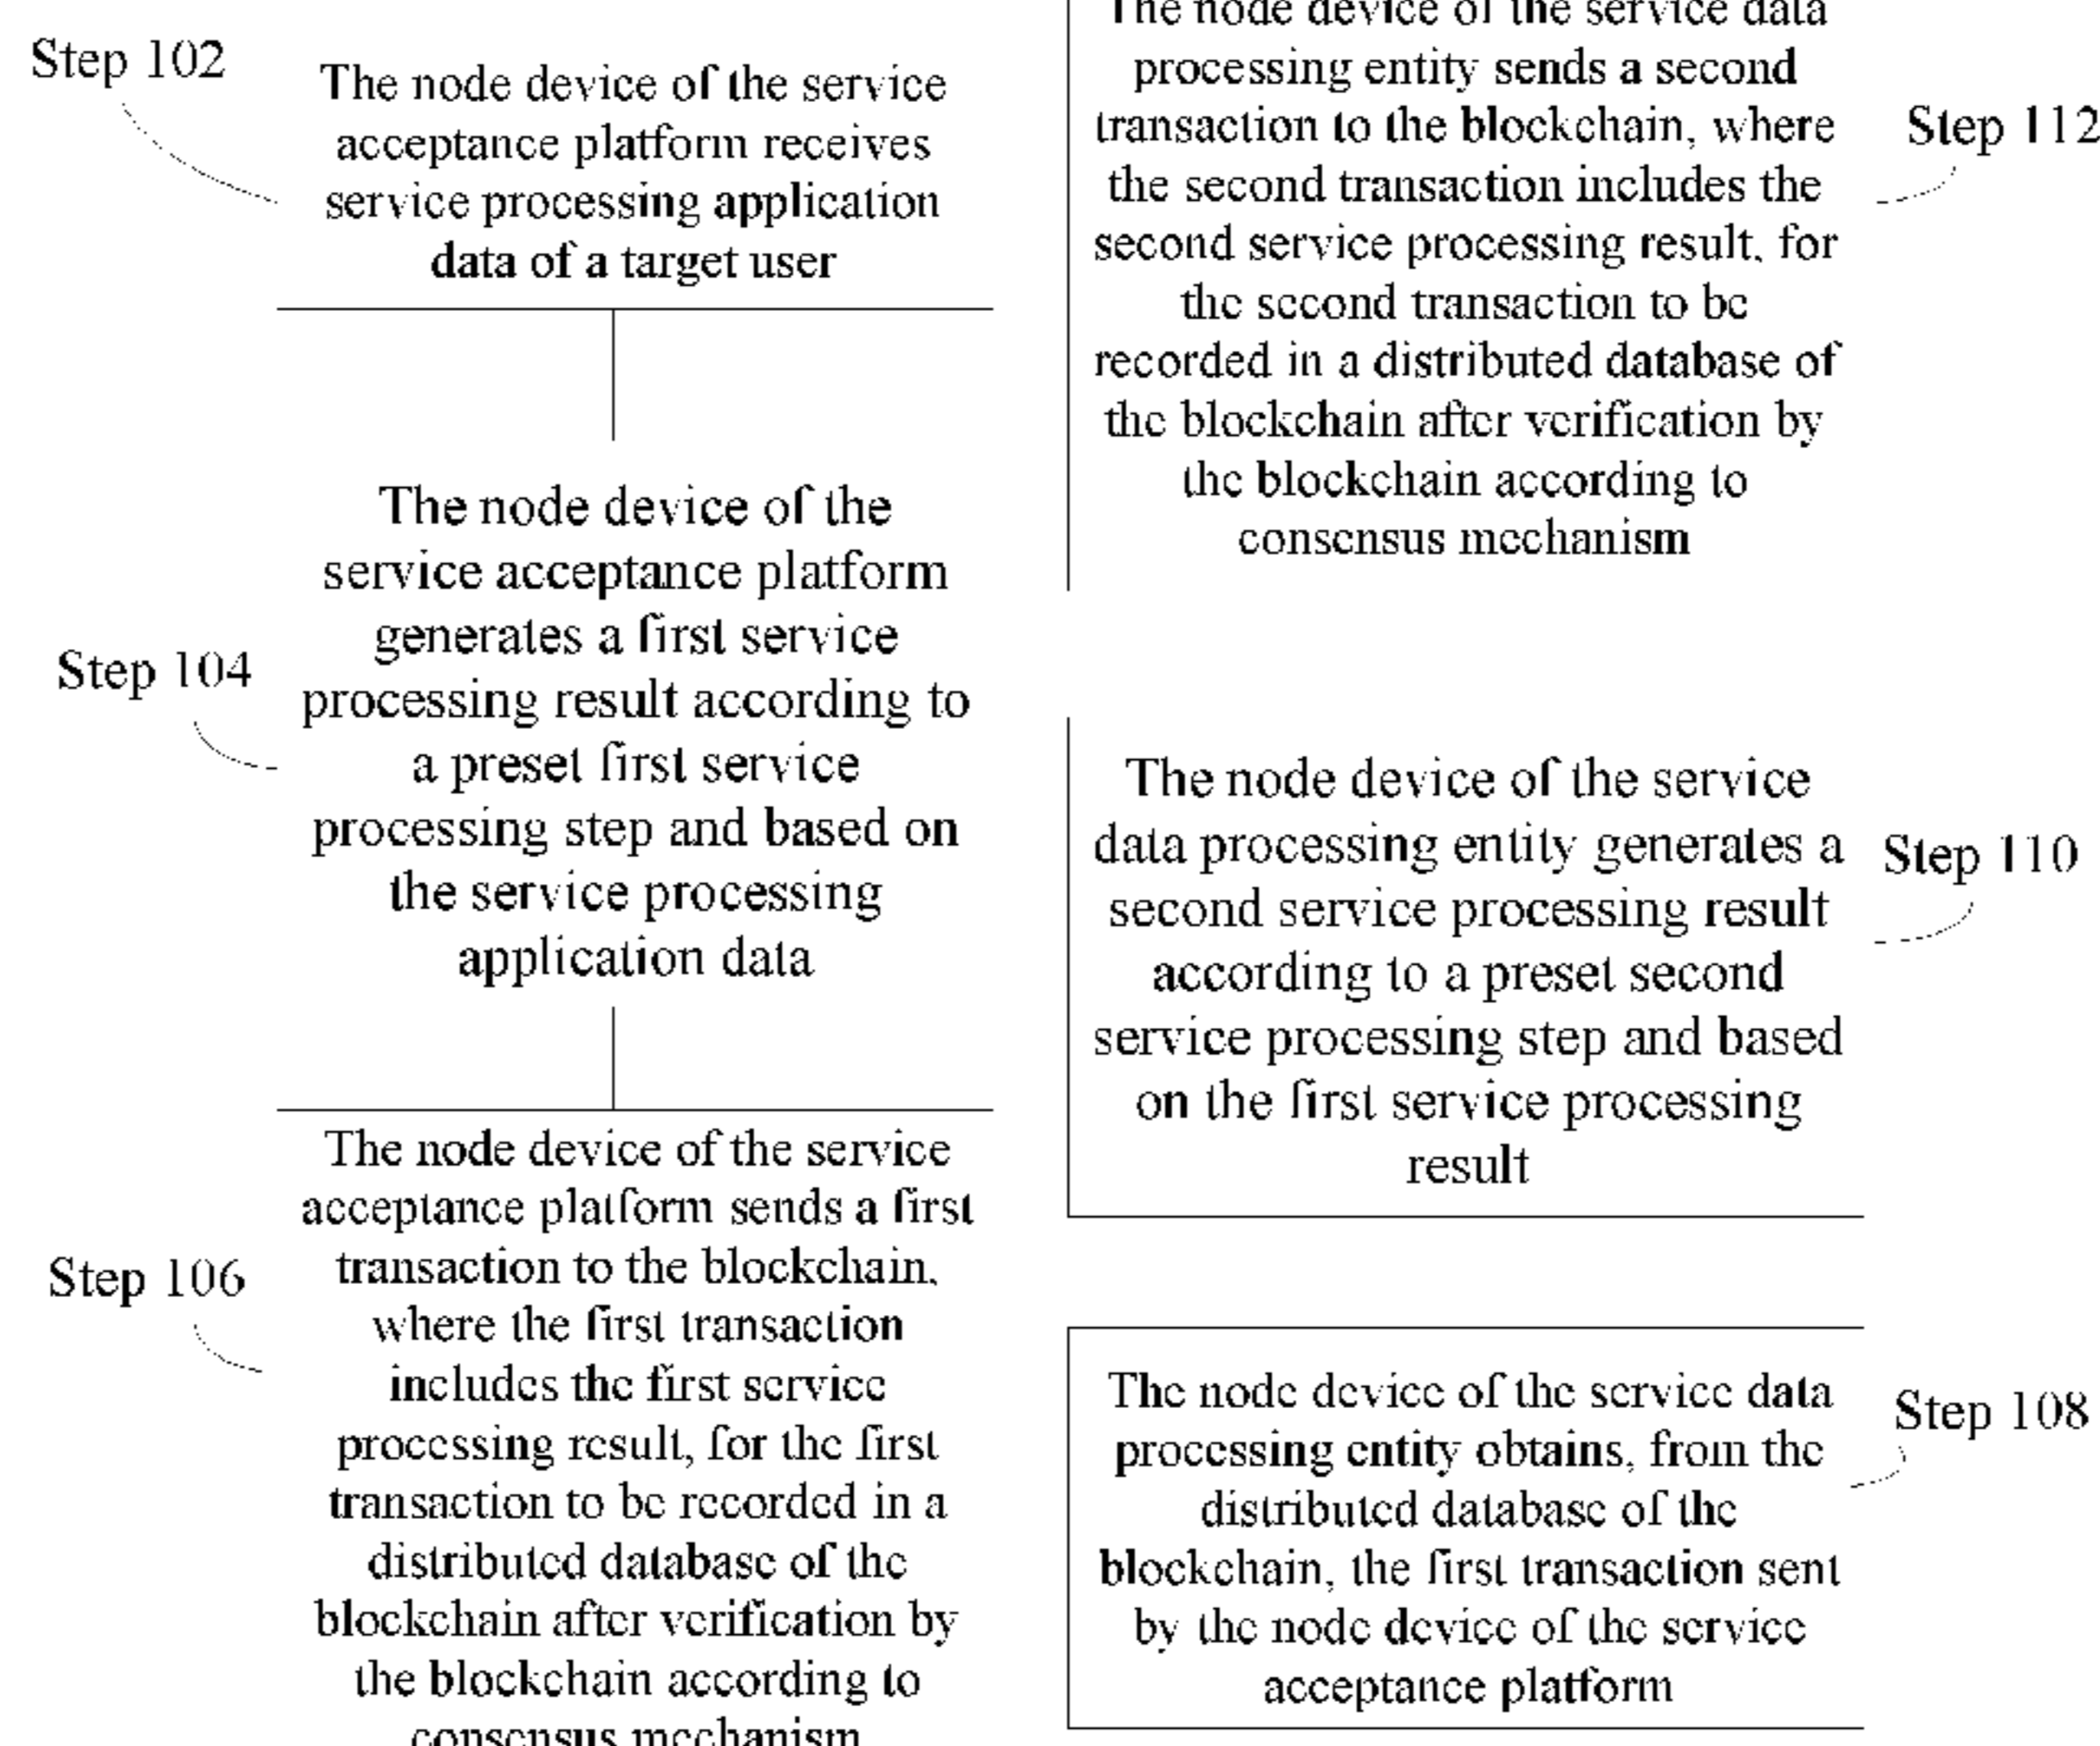 Step 102
The node device of the service
acceptance platform receives
service processing application
data of a target user
Step 104
The node device of the
service acceptance platform
generates a first service
processing result according to
a preset first service
processing step and based on
the service processing
application data
Step 106
The node device of the service
acceptance platform sends a first
transaction to the blockchain,
where the first transaction
includes the first service
processing result, for the first
transaction to be recorded in a
distributed database of the
blockchain after verification by
the blockchain according to
consensus mechanism
The node device of the service data
processing entity sends a second
transaction to the blockchain, where
the second transaction includes the
second service processing result, for
the second transaction to be
recorded in a distributed database of
the blockchain after verification by
the blockchain according to
consensus mechanism
Step 112
The node device of the service
data processing entity generates a
second service processing result
according to a preset second
service processing step and based
on the first service processing
result
Step 110
The node device of the service data
processing entity obtains, from the
distributed database of the
blockchain, the first transaction sent
by the node device of the service
acceptance platform
Step 108